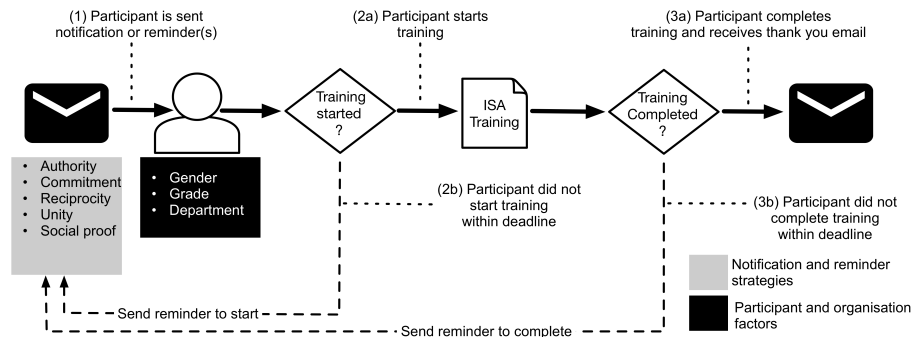 (1) Participant is sent
notification or reminder(s)
(2a) Participant starts
training
(3a) Participant completes
training and receives thank you email
Training
started
?
ISA
Training
Training
Completed
?
• Authority
• Commitment
• Reciprocity
• Unity
• Social proof
• Gender
• Grade
• Department
(2b) Participant did not
start training
within deadline
(3b) Participant did not
complete training
within deadline
Notification and reminder
strategies
Participant and organisation
factors
Send reminder to start
Send reminder to complete